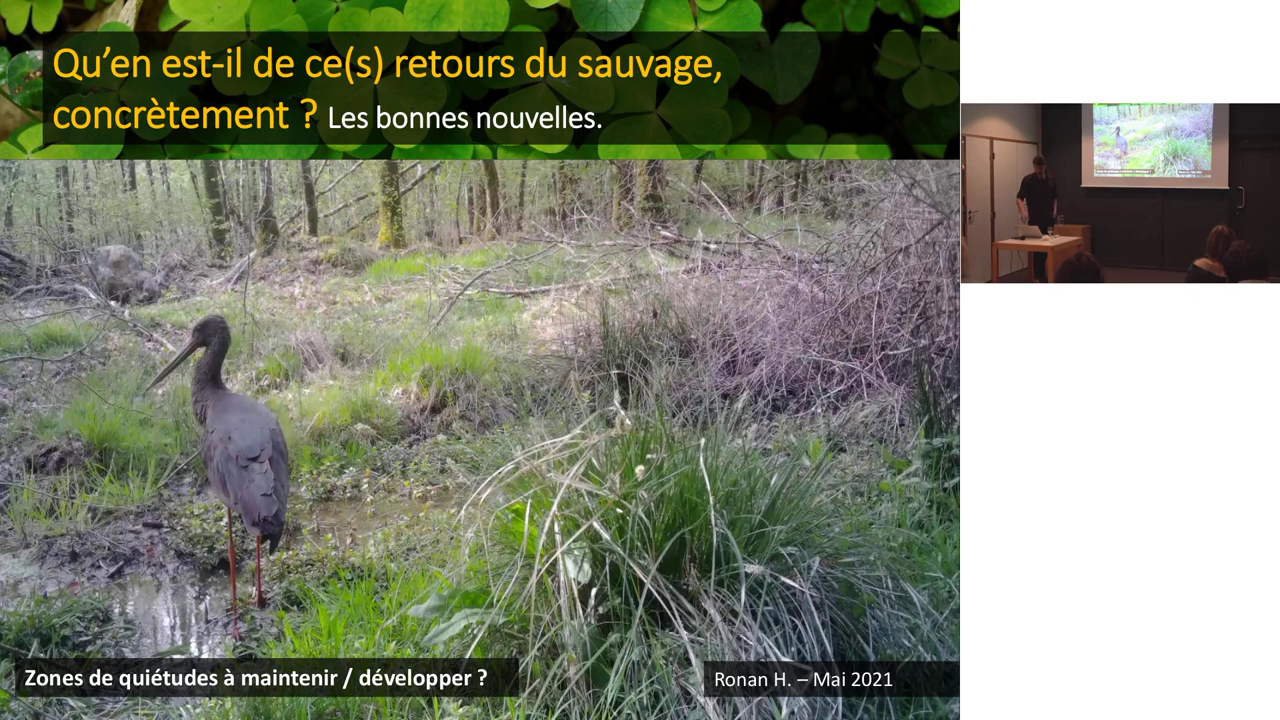 Qu’en est-il de ce(s) retours du sauvage,
concrètement ? Les bonnes nouvelles.
Zones de quiétudes à maintenir / développer ?
Ronan H. – Mai 2021